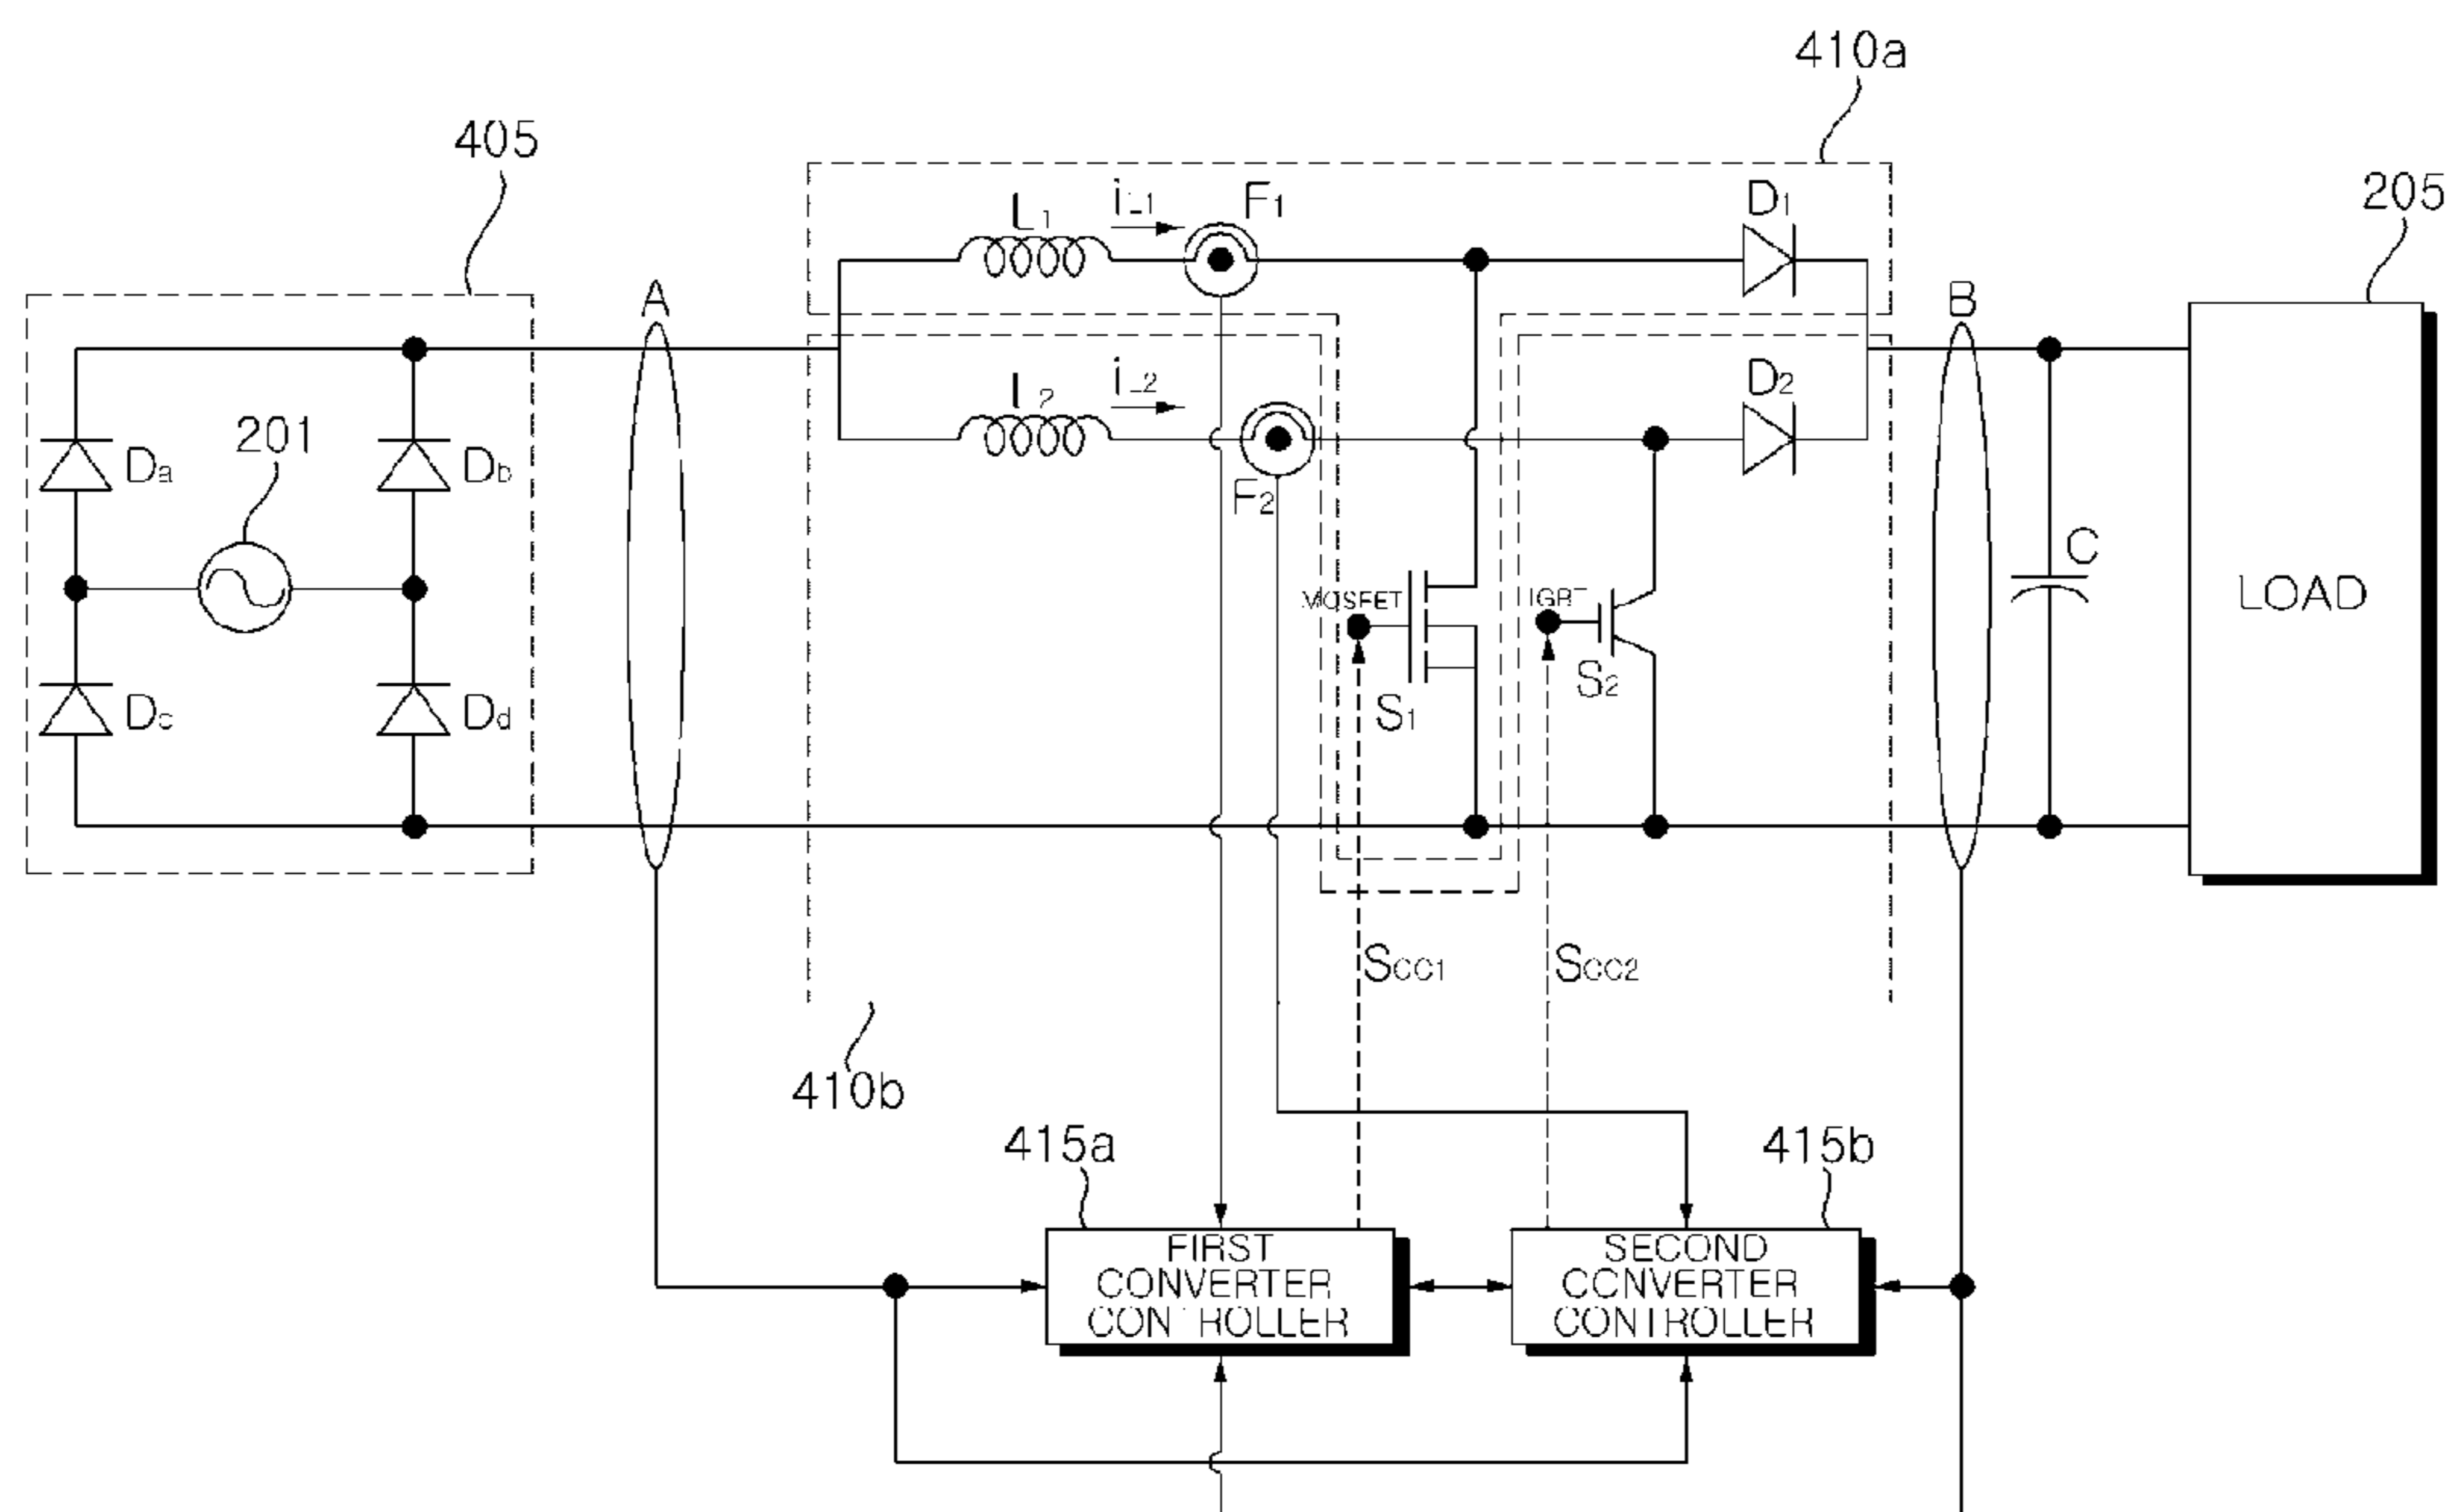 410a
405
205
L1
iL1
F1
D1
A
B
L2
iL2
D2
201
Da
Db
F2
C
MOSFET
IGBT
LOAD
S2
S1
Dc
Dd
SCC1
SCC2
410b
415a
415b
FIRST
CONVERTER
CONTROLLER
SECOND
CONVERTER
CONTROLLER